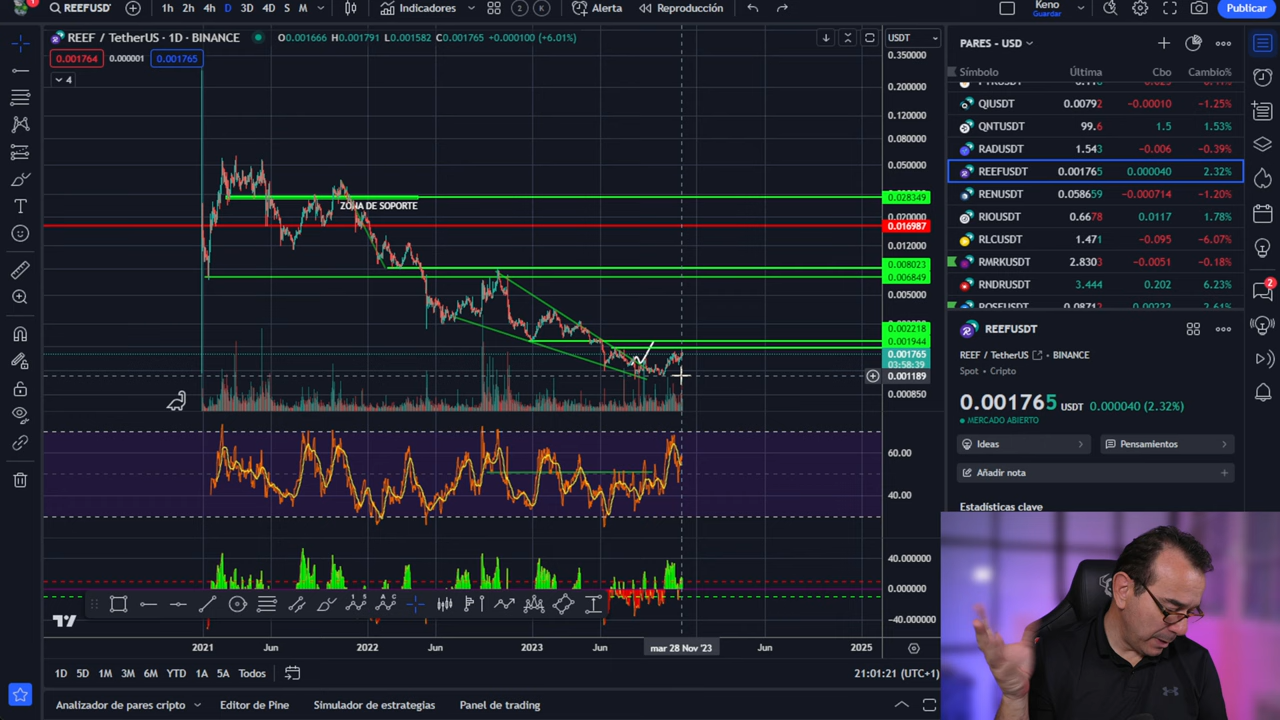 REEFUSDT
1h 2h 4h D 3D 4D S M
Indicadores
2 K
Alerta
Reproducción
Keno
Guardar
Publicar
REEF / TetherUS · 1D · BINANCE
O0.001666 H0.001791 L0.001582 C0.001765 +0.000100 (+6.01%)
0.001764 0.000001 0.001765
4
USDT
0.350000
0.200000
0.120000
0.080000
0.050000
0.028349
0.020000
0.016987
0.012000
0.008023
0.006849
0.005000
0.002218
0.001944
0.001765
03:58:39
0.001189
0.000850
ZONA DE SOPORTE
60.00
40.00
40.000000
0.000000
−40.000000
2021 Jun 2022 Jun 2023 Jun mar 28 Nov '23 Jun 2025
1D 5D 1M 3M 6M YTD 1A 5A Todos
21:01:21 (UTC+1)
Analizador de pares cripto Editor de Pine Simulador de estrategias Panel de trading
PARES - USD
Símbolo Última Cbo Cambio%
QIUSDT 0.00792 −0.00010 −1.25%
QNTUSDT 99.6 1.5 1.53%
RADUSDT 1.543 −0.006 −0.39%
REEFUSDT 0.001765 0.000040 2.32%
RENUSDT 0.058659 −0.000714 −1.20%
RIOUSDT 0.6678 0.0117 1.78%
RLCUSDT 1.471 −0.095 −6.07%
RMRKUSDT 2.8303 −0.0051 −0.18%
RNDRUSDT 3.444 0.202 6.23%
REEFUSDT
REEF / TetherUS · BINANCE
Spot • Cripto
0.001765 USDT 0.000040 (2.32%)
MERCADO ABIERTO
Ideas
Pensamientos
Añadir nota
Estadísticas clave